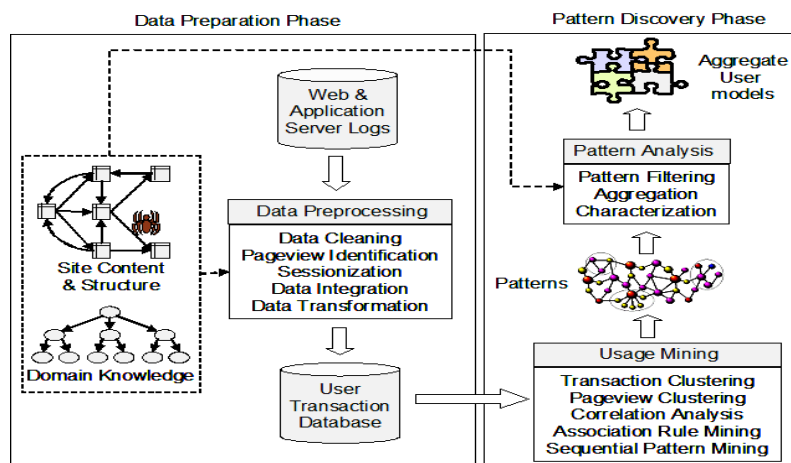 Data Preparation Phase
Web &
Application
Server Logs
Site Content
& Structure
Domain Knowledge
Data Preprocessing
Data Cleaning
Pageview Identification
Sessionization
Data Integration
Data Transformation
User
Transaction
Database
Pattern Discovery Phase
Aggregate
User
models
Pattern Analysis
Pattern Filtering
Aggregation
Characterization
Patterns
Usage Mining
Transaction Clustering
Pageview Clustering
Correlation Analysis
Association Rule Mining
Sequential Pattern Mining